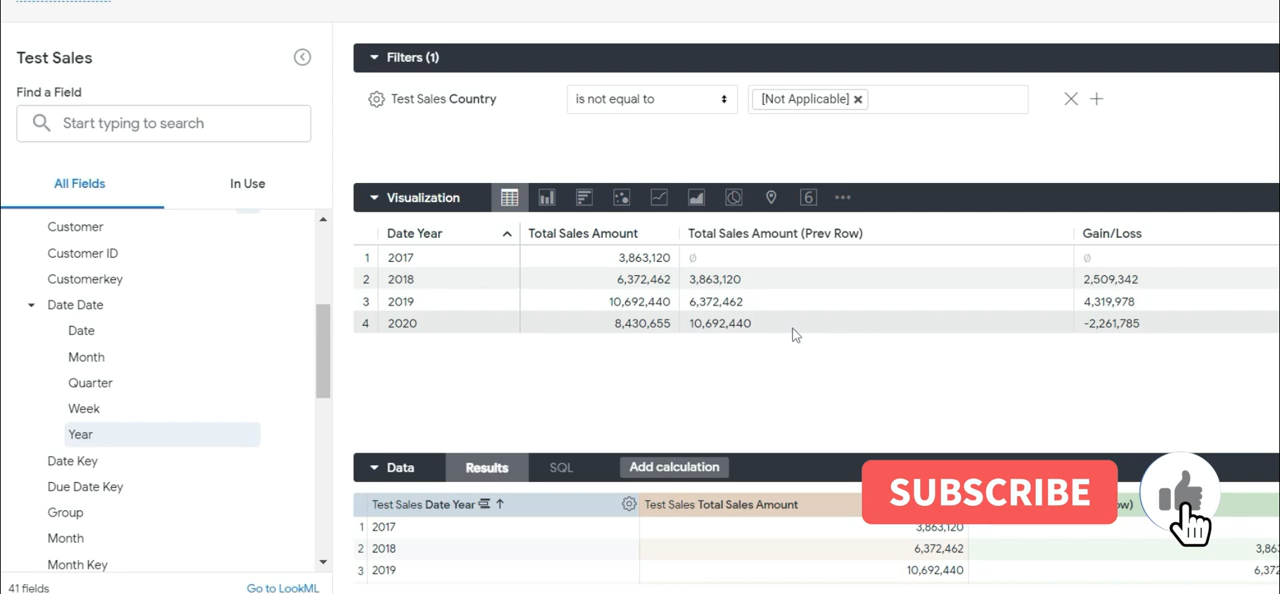 Test Sales
Find a Field
Start typing to search
All Fields In Use
Customer
Customer ID
Customerkey
Date Date
Date
Month
Quarter
Week
Year
Date Key
Due Date Key
Group
Month
Month Key
41 fields Go to LookML
Filters (1)
Test Sales Country is not equal to [Not Applicable]
Visualization 6
Date Year Total Sales Amount Total Sales Amount (Prev Row) Gain/Loss
1 2017 3,863,120 ∅ ∅
2 2018 6,372,462 3,863,120 2,509,342
3 2019 10,692,440 6,372,462 4,319,978
4 2020 8,430,655 10,692,440 -2,261,785
Data Results SQL Add calculation
SUBSCRIBE
Test Sales Date Year Test Sales Total Sales Amount
1 2017 3,863,120
2 2018 6,372,462 3,86
3 2019 10,692,440 6,37